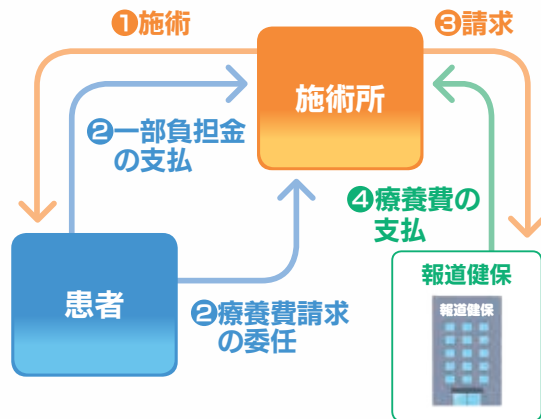 ❶施術
❸請求
施術所
❷一部負担金
の支払
❹療養費の
支払
患者
❷療養費請求
の委任
報道健保
報道健保